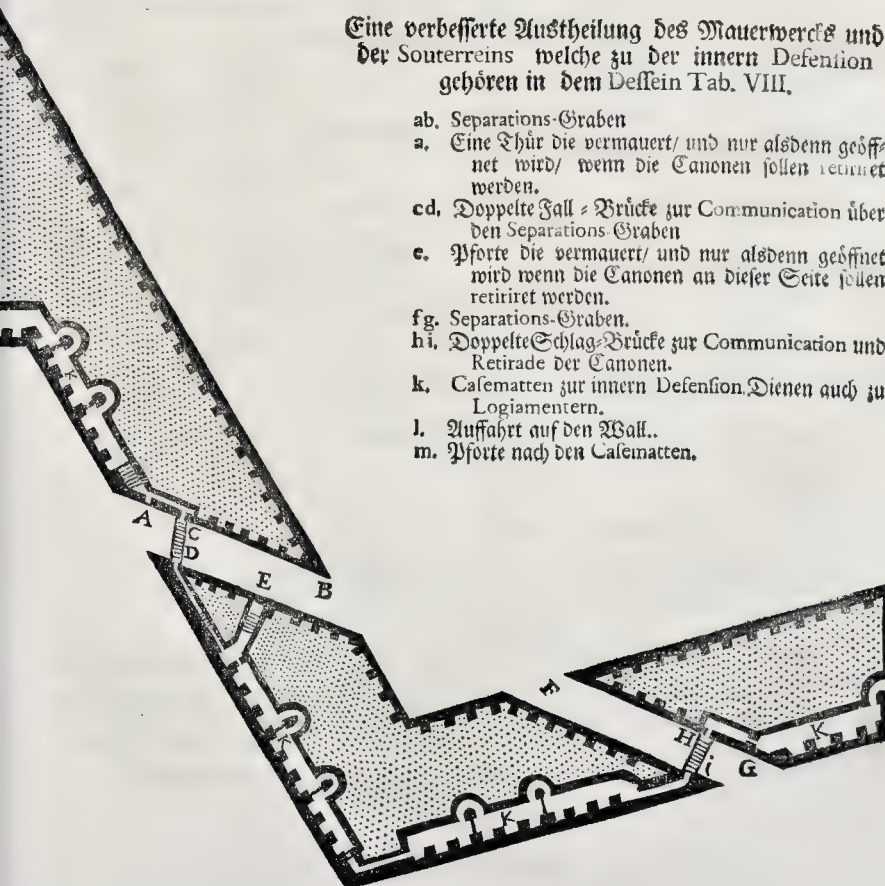 Eine verbesserte Austheilung des Mauerwercks und
der Souterreins welche zu der innern Defension
gehören in dem Dessein Tab. VIII.
ab. Separations-Graben
a. Eine Thür die vermauert/ und nur alsdenn geöff-
net wird/ wenn die Canonen sollen retiriret
werden.
cd. Doppelte Fall-Brücke zur Communication über
den Separations-Graben
e. Pforte die vermauert/ und nur alsdenn geöffnet
wird wenn die Canonen an dieser Seite sollen
retiriret werden.
fg. Separations-Graben.
hi. Doppelte Schlag-Brücke zur Communication und
Retirade der Canonen.
k. Casematten zur innern Defension. Dienen auch zu
Logiamentern.
l. Auffahrt auf den Wall..
m. Pforte nach den Casematten.
K
K
A
C
D
E
B
F
H
i
G
K
K
K